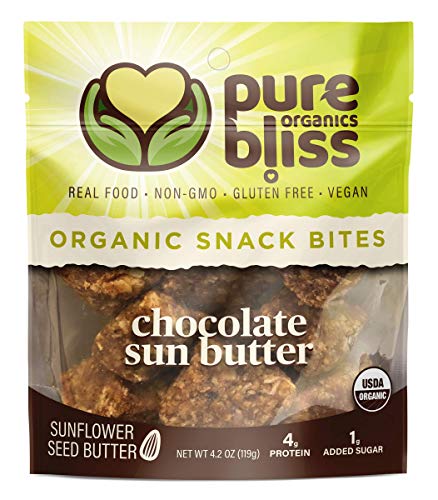 pure
organics
bliss
REAL FOOD • NON-GMO • GLUTEN FREE • VEGAN
ORGANIC SNACK BITES
chocolate
sun butter
USDA
ORGANIC
SUNFLOWER
SEED BUTTER
NET WT 4.2 OZ (119g)
4g
PROTEIN
1g
ADDED SUGAR